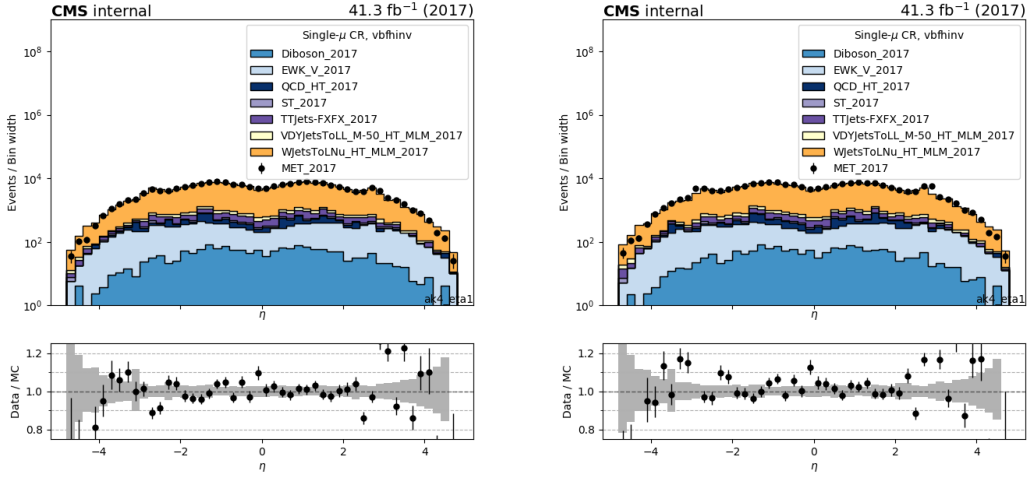 CMS internal 41.3 fb⁻¹ (2017)
Single-μ CR, vbfhinv
Diboson_2017
EWK_V_2017
QCD_HT_2017
ST_2017
TTJets-FXFX_2017
VDYJetsToLL_M-50_HT_MLM_2017
WJetsToLNu_HT_MLM_2017
MET_2017
Events / Bin width
10⁸
10⁶
10⁴
10²
10⁰
ak4_eta1
η
Data / MC
1.2
1.0
0.8
−4 −2 0 2 4
η
CMS internal 41.3 fb⁻¹ (2017)
Single-μ CR, vbfhinv
Diboson_2017
EWK_V_2017
QCD_HT_2017
ST_2017
TTJets-FXFX_2017
VDYJetsToLL_M-50_HT_MLM_2017
WJetsToLNu_HT_MLM_2017
MET_2017
Events / Bin width
10⁸
10⁶
10⁴
10²
10⁰
ak4_eta1
η
Data / MC
1.2
1.0
0.8
−4 −2 0 2 4
η